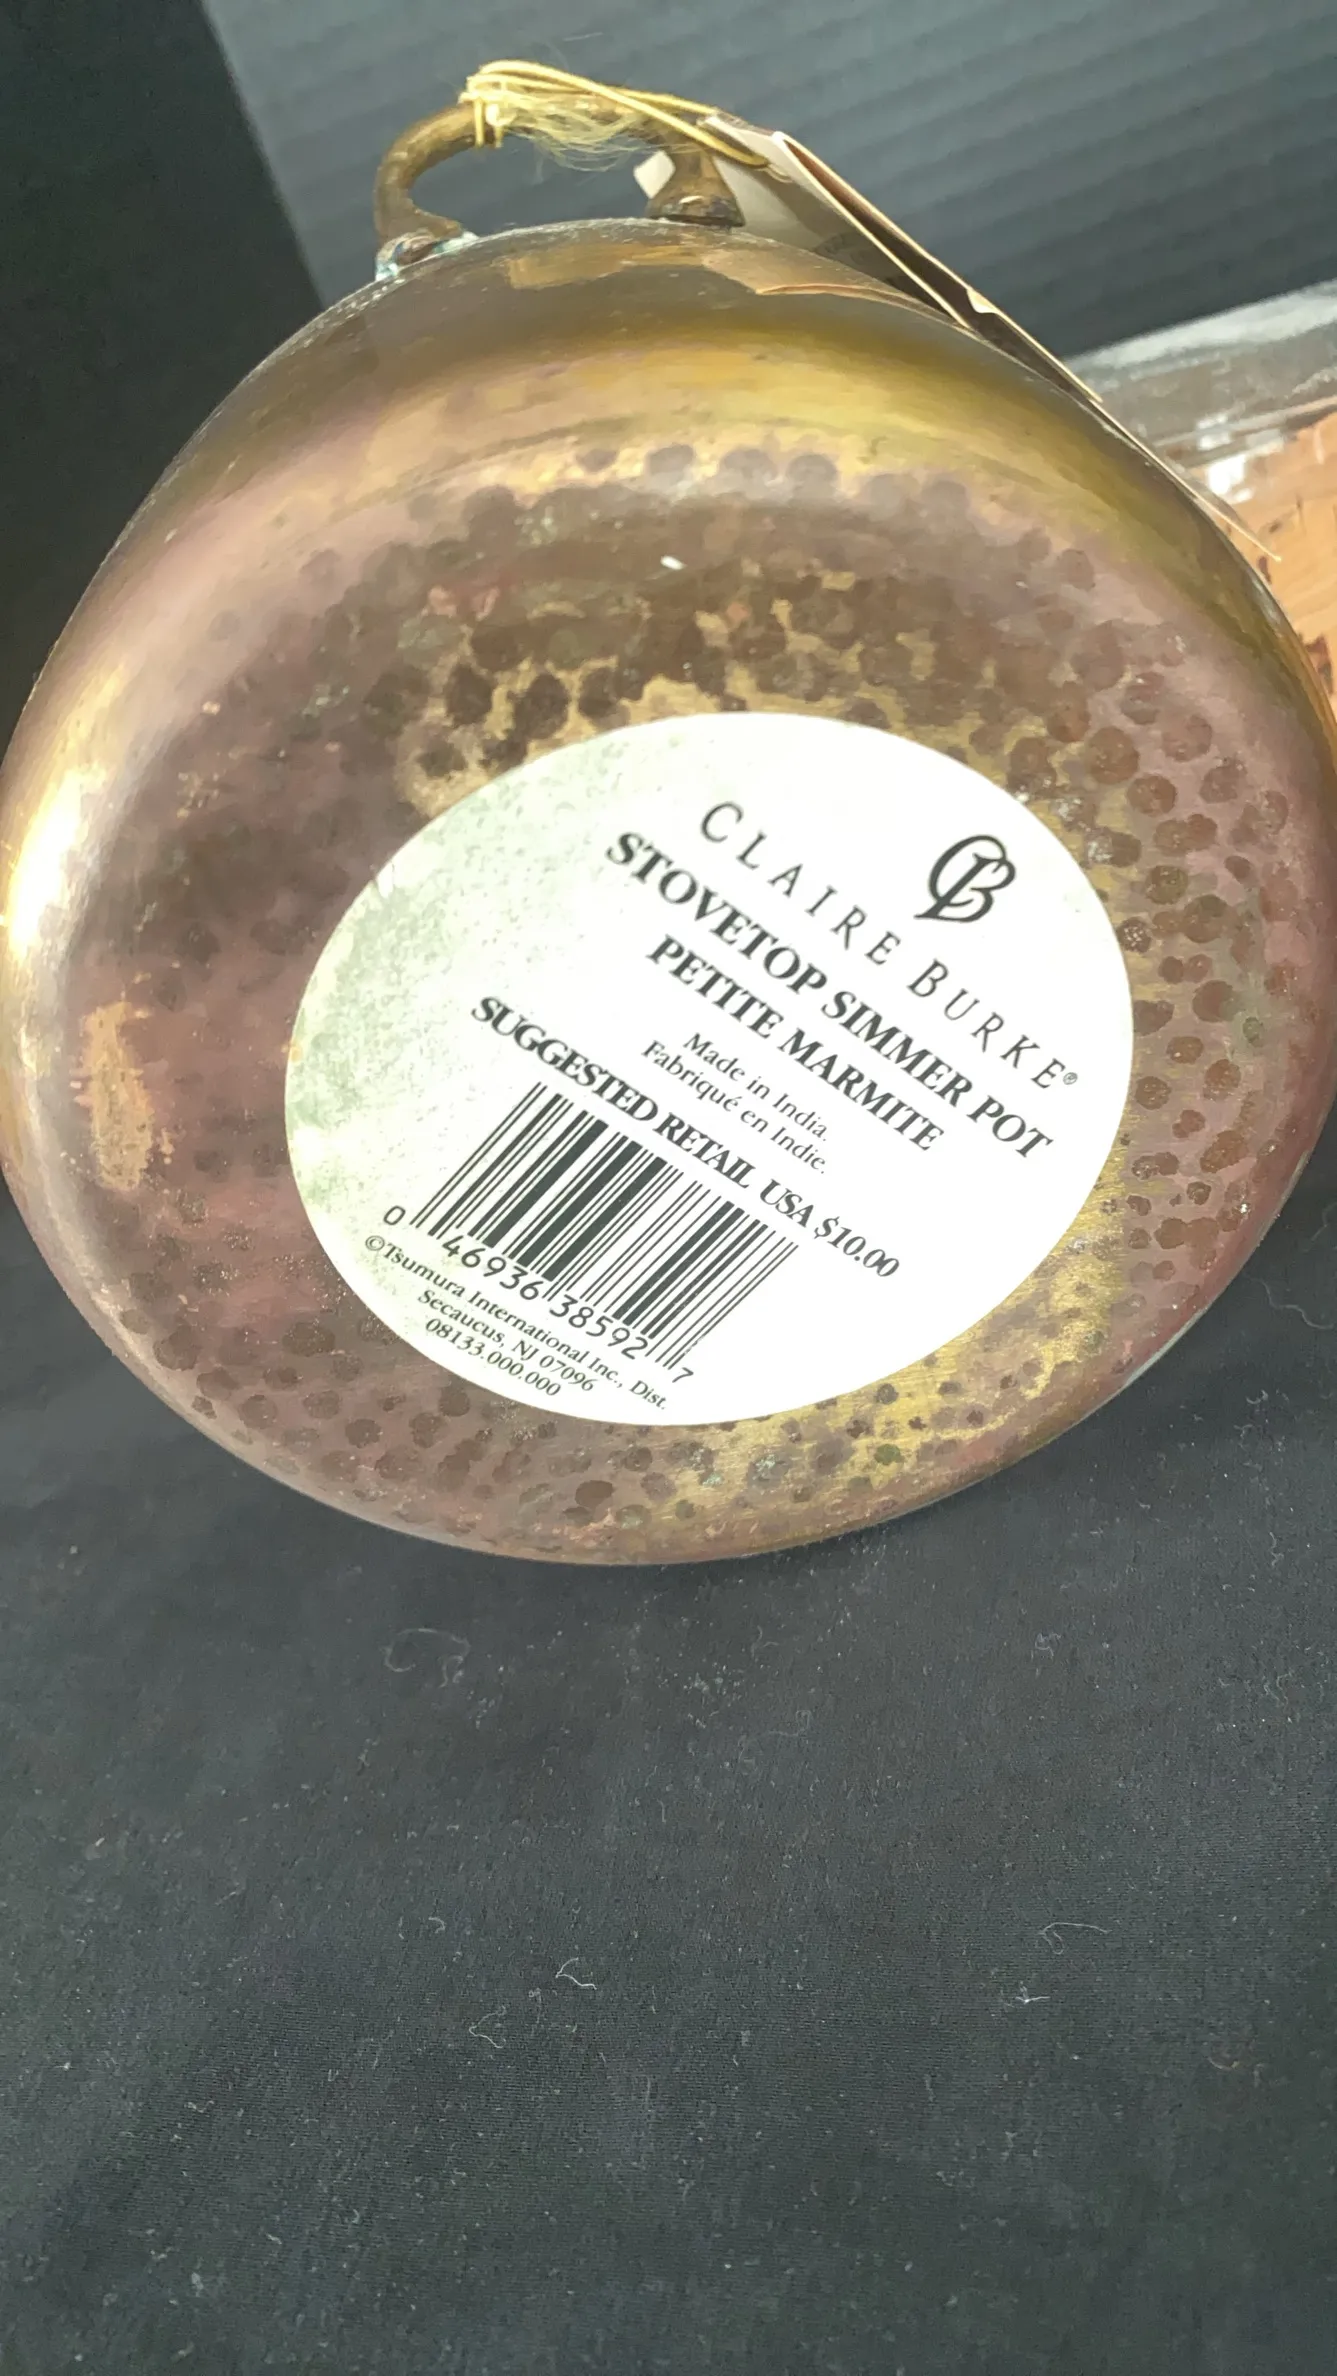 CB
CLAIRE BURKE®
STOVETOP SIMMER POT
PETITE MARMITE
Made in India.
Fabriqué en Indie.
SUGGESTED RETAIL USA $10.00
0 46936 38592 7
©Tsumura International Inc., Dist.
Secaucus, NJ 07096
08133.000.000